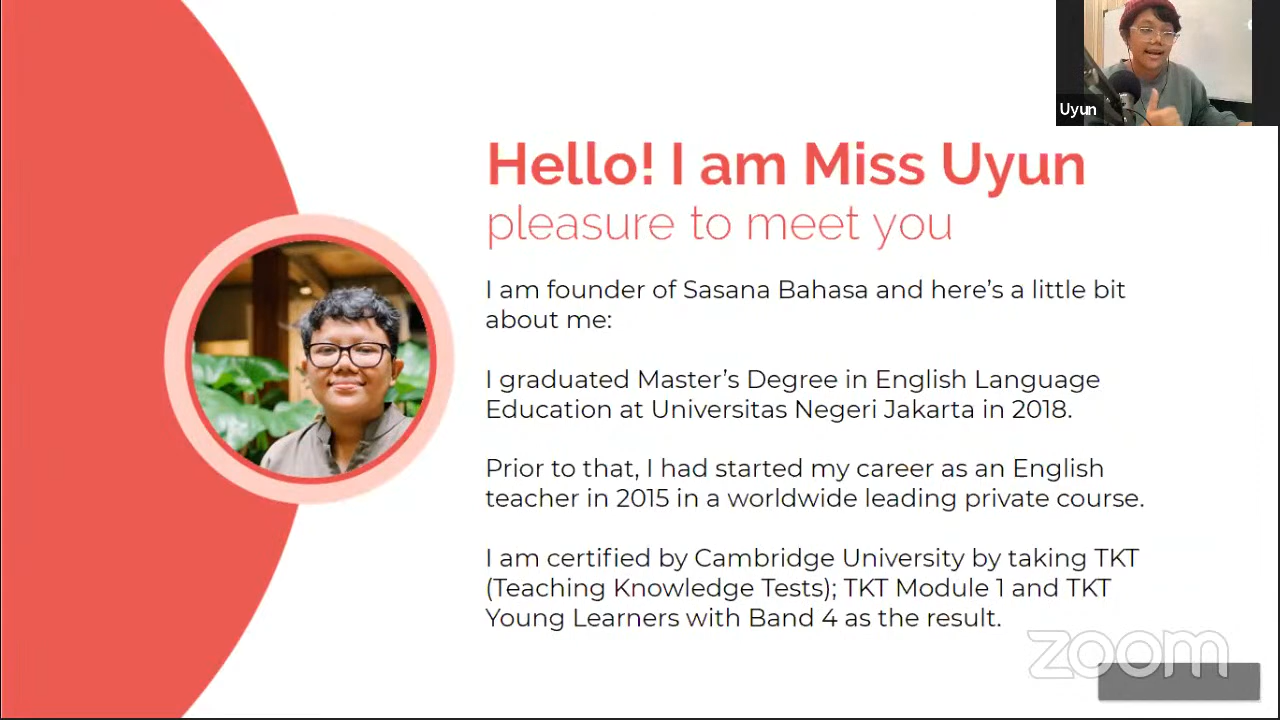 Uyun
Hello! I am Miss Uyun
pleasure to meet you
I am founder of Sasana Bahasa and here's a little bit
about me:
I graduated Master's Degree in English Language
Education at Universitas Negeri Jakarta in 2018.
Prior to that, I had started my career as an English
teacher in 2015 in a worldwide leading private course.
I am certified by Cambridge University by taking TKT
(Teaching Knowledge Tests); TKT Module 1 and TKT
Young Learners with Band 4 as the result.
zoom